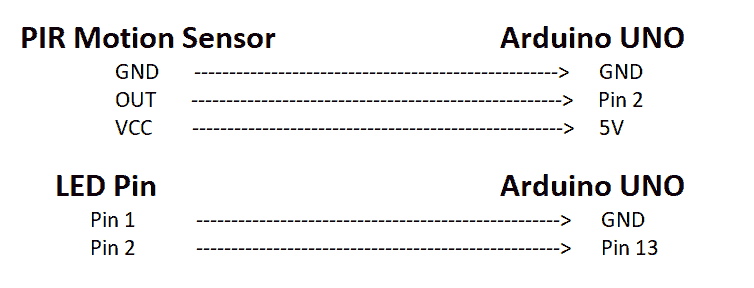 PIR Motion Sensor Arduino UNO
GND ----------------------------------------------------> GND
OUT -----------------------------------------------------> Pin 2
VCC -----------------------------------------------------> 5V
LED Pin Arduino UNO
Pin 1 ----------------------------------------------------> GND
Pin 2 ----------------------------------------------------> Pin 13